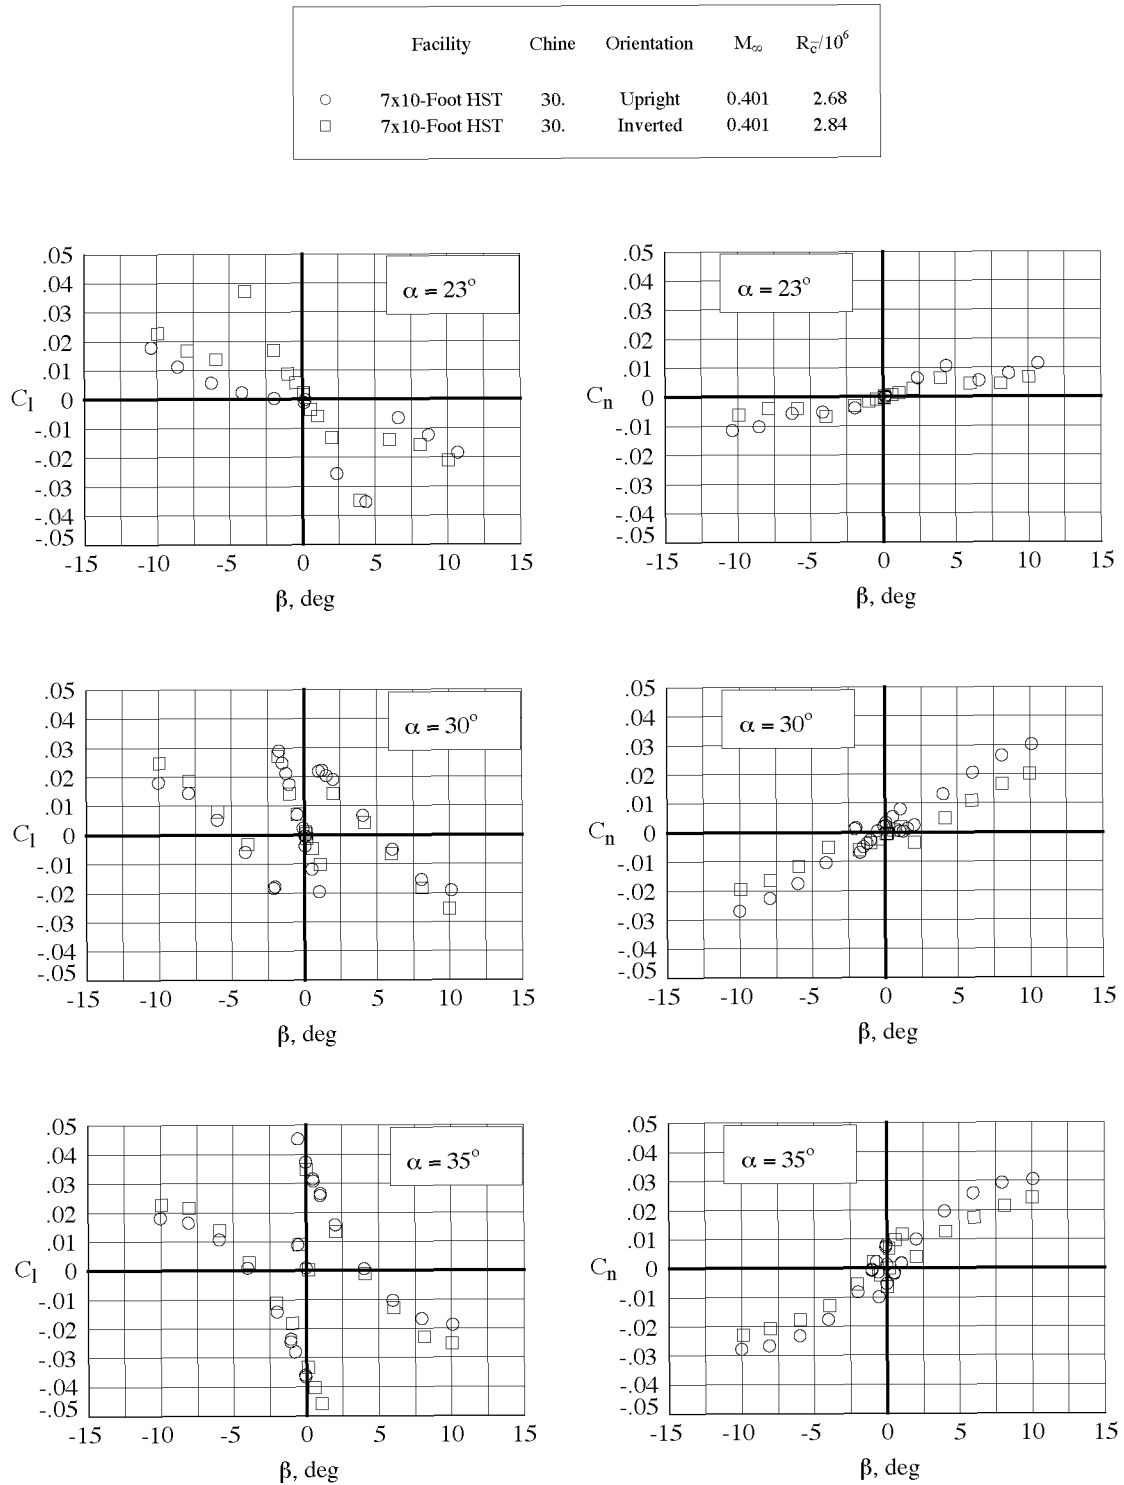 Facility Chine Orientation M∞ Rc̅/10⁶
7x10-Foot HST 30. Upright 0.401 2.68
7x10-Foot HST 30. Inverted 0.401 2.84
.05
.04
.03
.02
.01
Cl 0
-.01
-.02
-.03
-.04
-.05
α = 23°
-15 -10 -5 0 5 10 15
β, deg
.05
.04
.03
.02
.01
Cn 0
-.01
-.02
-.03
-.04
-.05
α = 23°
-15 -10 -5 0 5 10 15
β, deg
.05
.04
.03
.02
.01
Cl 0
-.01
-.02
-.03
-.04
-.05
α = 30°
-15 -10 -5 0 5 10 15
β, deg
.05
.04
.03
.02
.01
Cn 0
-.01
-.02
-.03
-.04
-.05
α = 30°
-15 -10 -5 0 5 10 15
β, deg
.05
.04
.03
.02
.01
Cl 0
-.01
-.02
-.03
-.04
-.05
α = 35°
-15 -10 -5 0 5 10 15
β, deg
.05
.04
.03
.02
.01
Cn 0
-.01
-.02
-.03
-.04
-.05
α = 35°
-15 -10 -5 0 5 10 15
β, deg